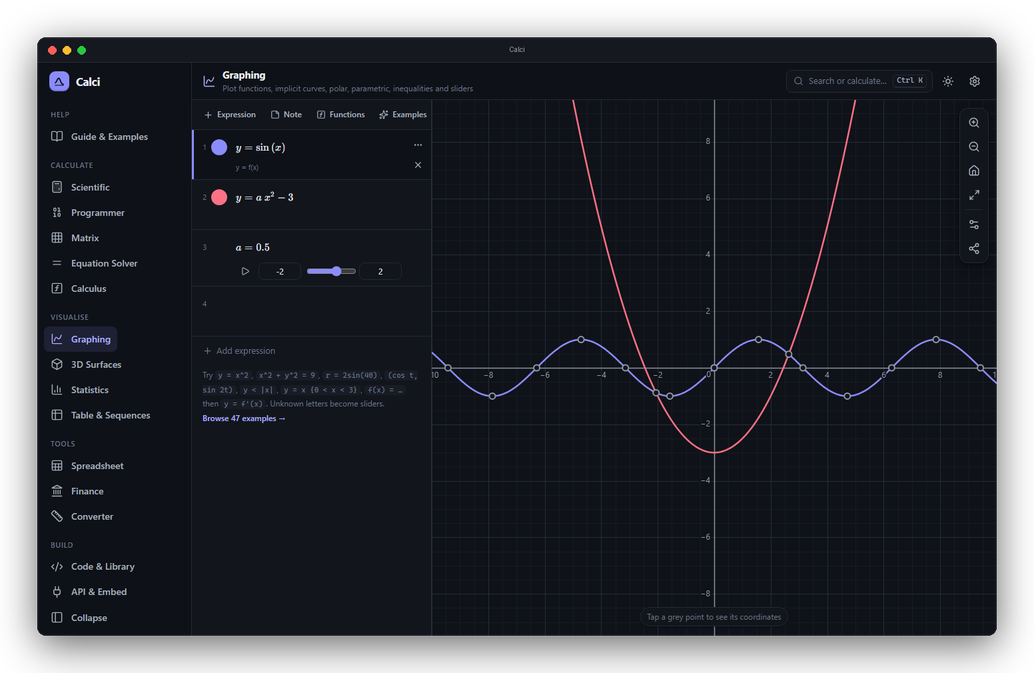 Calci
Calci
HELP
Guide & Examples
CALCULATE
Scientific
Programmer
Matrix
Equation Solver
Calculus
VISUALISE
Graphing
3D Surfaces
Statistics
Table & Sequences
TOOLS
Spreadsheet
Finance
Converter
BUILD
Code & Library
API & Embed
Collapse
Graphing
Plot functions, implicit curves, polar, parametric, inequalities and sliders
Search or calculate... Ctrl K
+ Expression Note Functions Examples
1 y = sin (x)
y = f(x)
2 y = a x² − 3
3 a = 0.5
-2 2
4
+ Add expression
Try y = x^2, x^2 + y^2 = 9, r = 2sin(4θ), (cos t,
sin 2t), y < |x|, y = x {0 < x < 3}, f(x) = …
then y = f'(x). Unknown letters become sliders.
Browse 47 examples →
8
6
4
2
10 −8 −6 −4 −2 0 2 4 6 8 1
−2
−4
−6
−8
Tap a grey point to see its coordinates